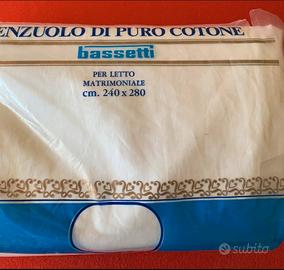 ENZUOLO DI PURO COTONE
bassetti
PER LETTO
MATRIMONIALE
cm. 240 x 280
subito